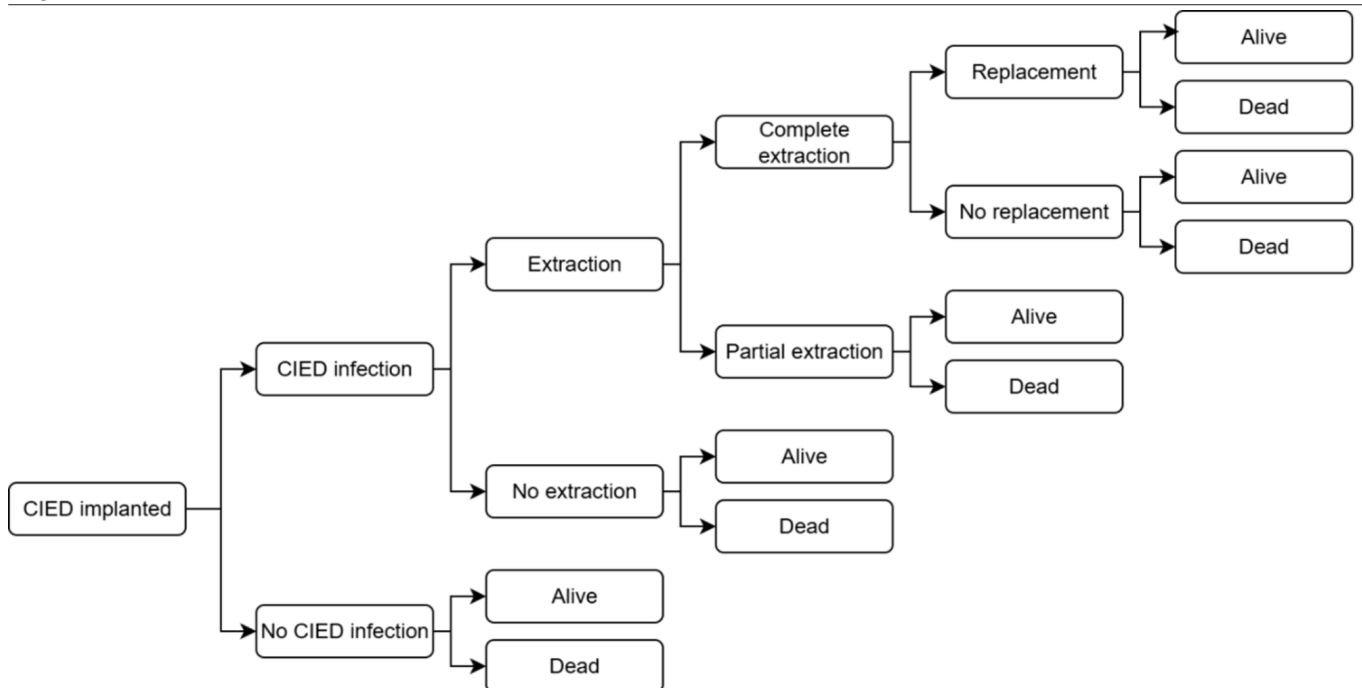 Alive
Replacement
Dead
Complete
extraction
Alive
No replacement
Dead
Extraction
Alive
Partial extraction
Dead
CIED infection
Alive
No extraction
Dead
CIED implanted
Alive
No CIED infection
Dead